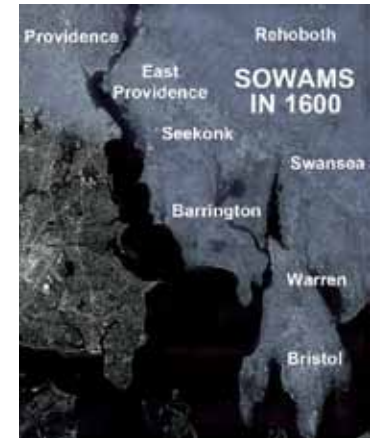 Providence
Rehoboth
East
Providence
SOWAMS
IN 1600
Seekonk
Swansea
Barrington
Warren
Bristol